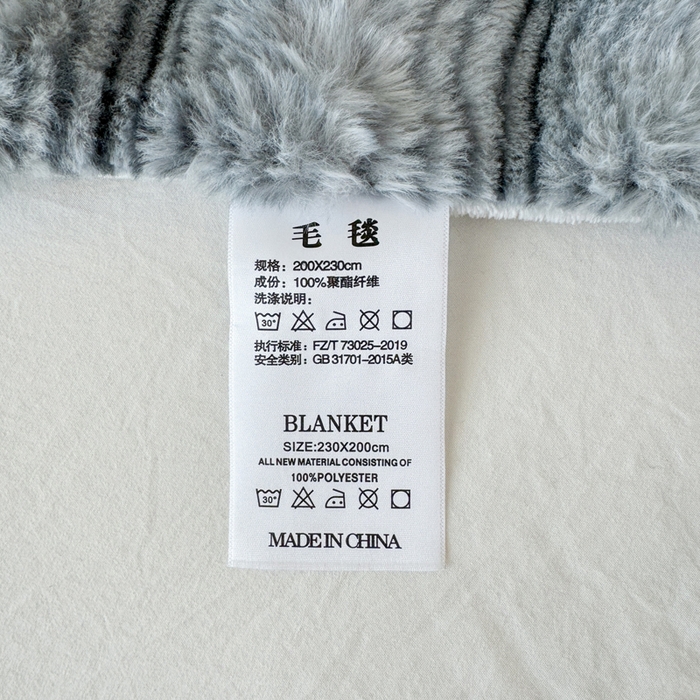 毛 毯
规格：200X230cm
成份：100%聚酯纤维
洗涤说明：
30°
执行标准：FZ/T 73025-2019
安全类别：GB 31701-2015A类
BLANKET
SIZE:230X200cm
ALL NEW MATERIAL CONSISTING OF
100%POLYESTER
30°
MADE IN CHINA